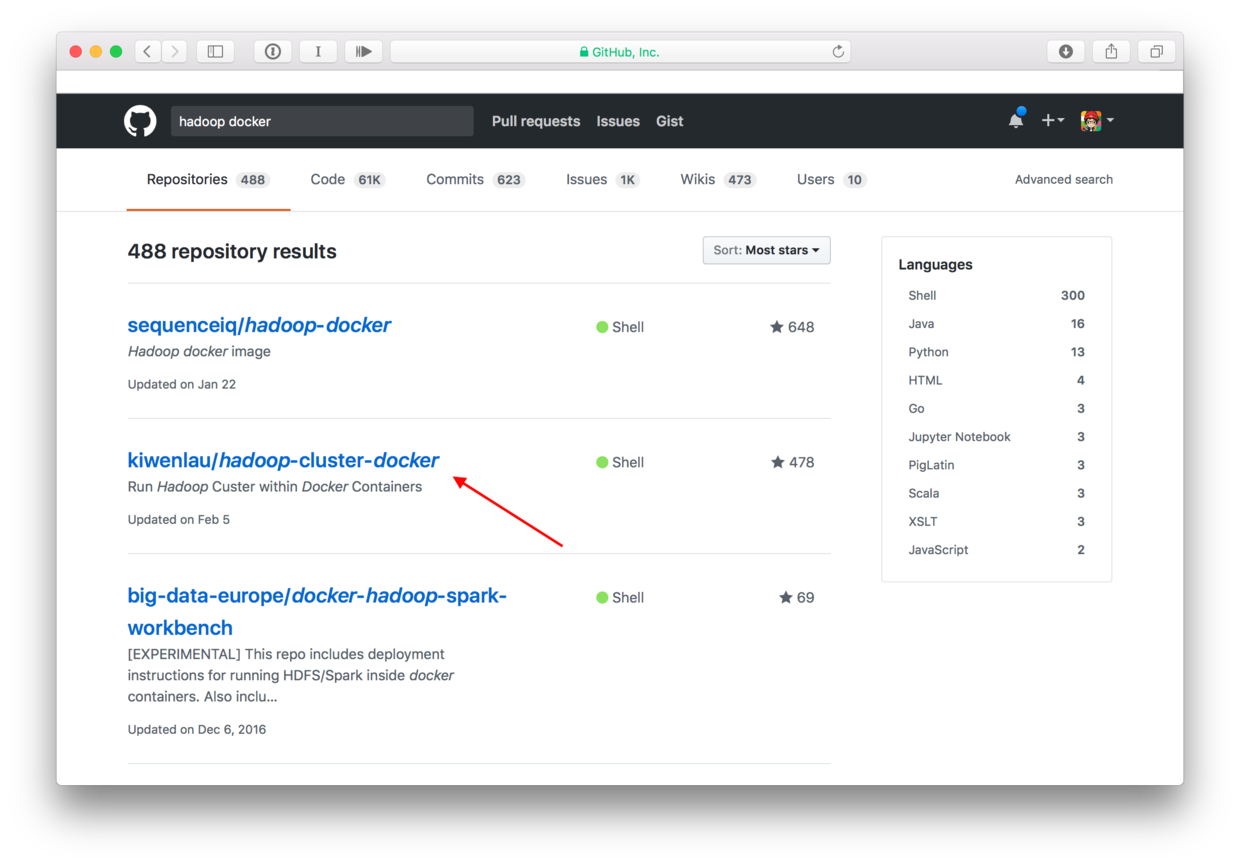 GitHub, Inc.
hadoop docker
Pull requests Issues Gist
Repositories 488 Code 61K Commits 623 Issues 1K Wikis 473 Users 10 Advanced search
488 repository results
Sort: Most stars
sequenceiq/hadoop-docker
Shell
648
Hadoop docker image
Updated on Jan 22
kiwenlau/hadoop-cluster-docker
Shell
478
Run Hadoop Custer within Docker Containers
Updated on Feb 5
big-data-europe/docker-hadoop-spark-
workbench
Shell
69
[EXPERIMENTAL] This repo includes deployment
instructions for running HDFS/Spark inside docker
containers. Also inclu...
Updated on Dec 6, 2016
Languages
Shell 300
Java 16
Python 13
HTML 4
Go 3
Jupyter Notebook 3
PigLatin 3
Scala 3
XSLT 3
JavaScript 2